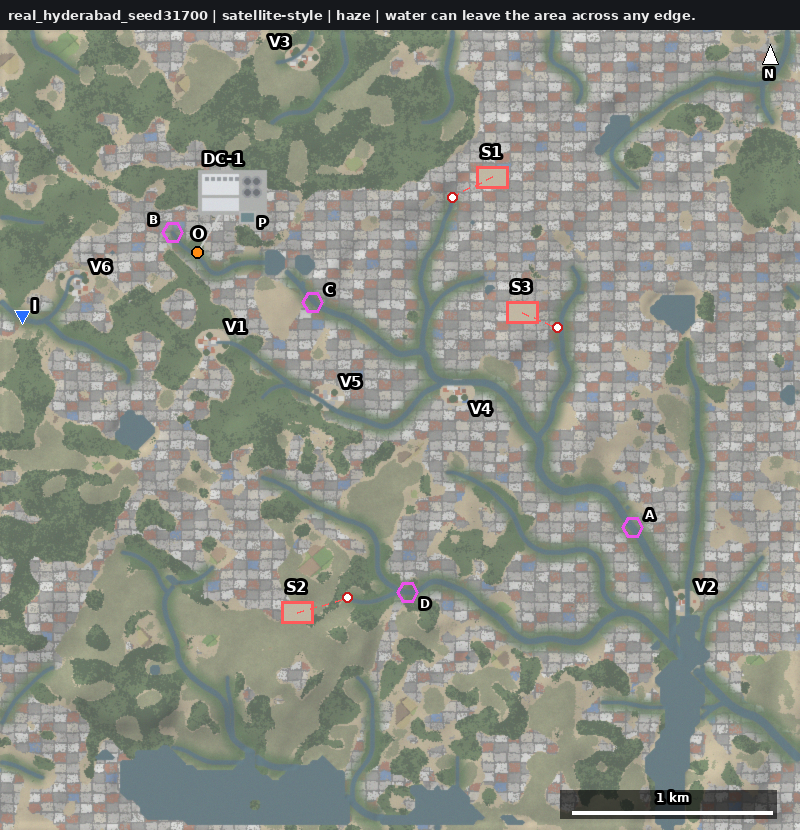 real_hyderabad_seed31700 | satellite-style | haze | water can leave the area across any edge.
V3
N
S1
DC-1
B
O
P
V6
C
S3
I
V1
V5
V4
A
S2
D
V2
1 km